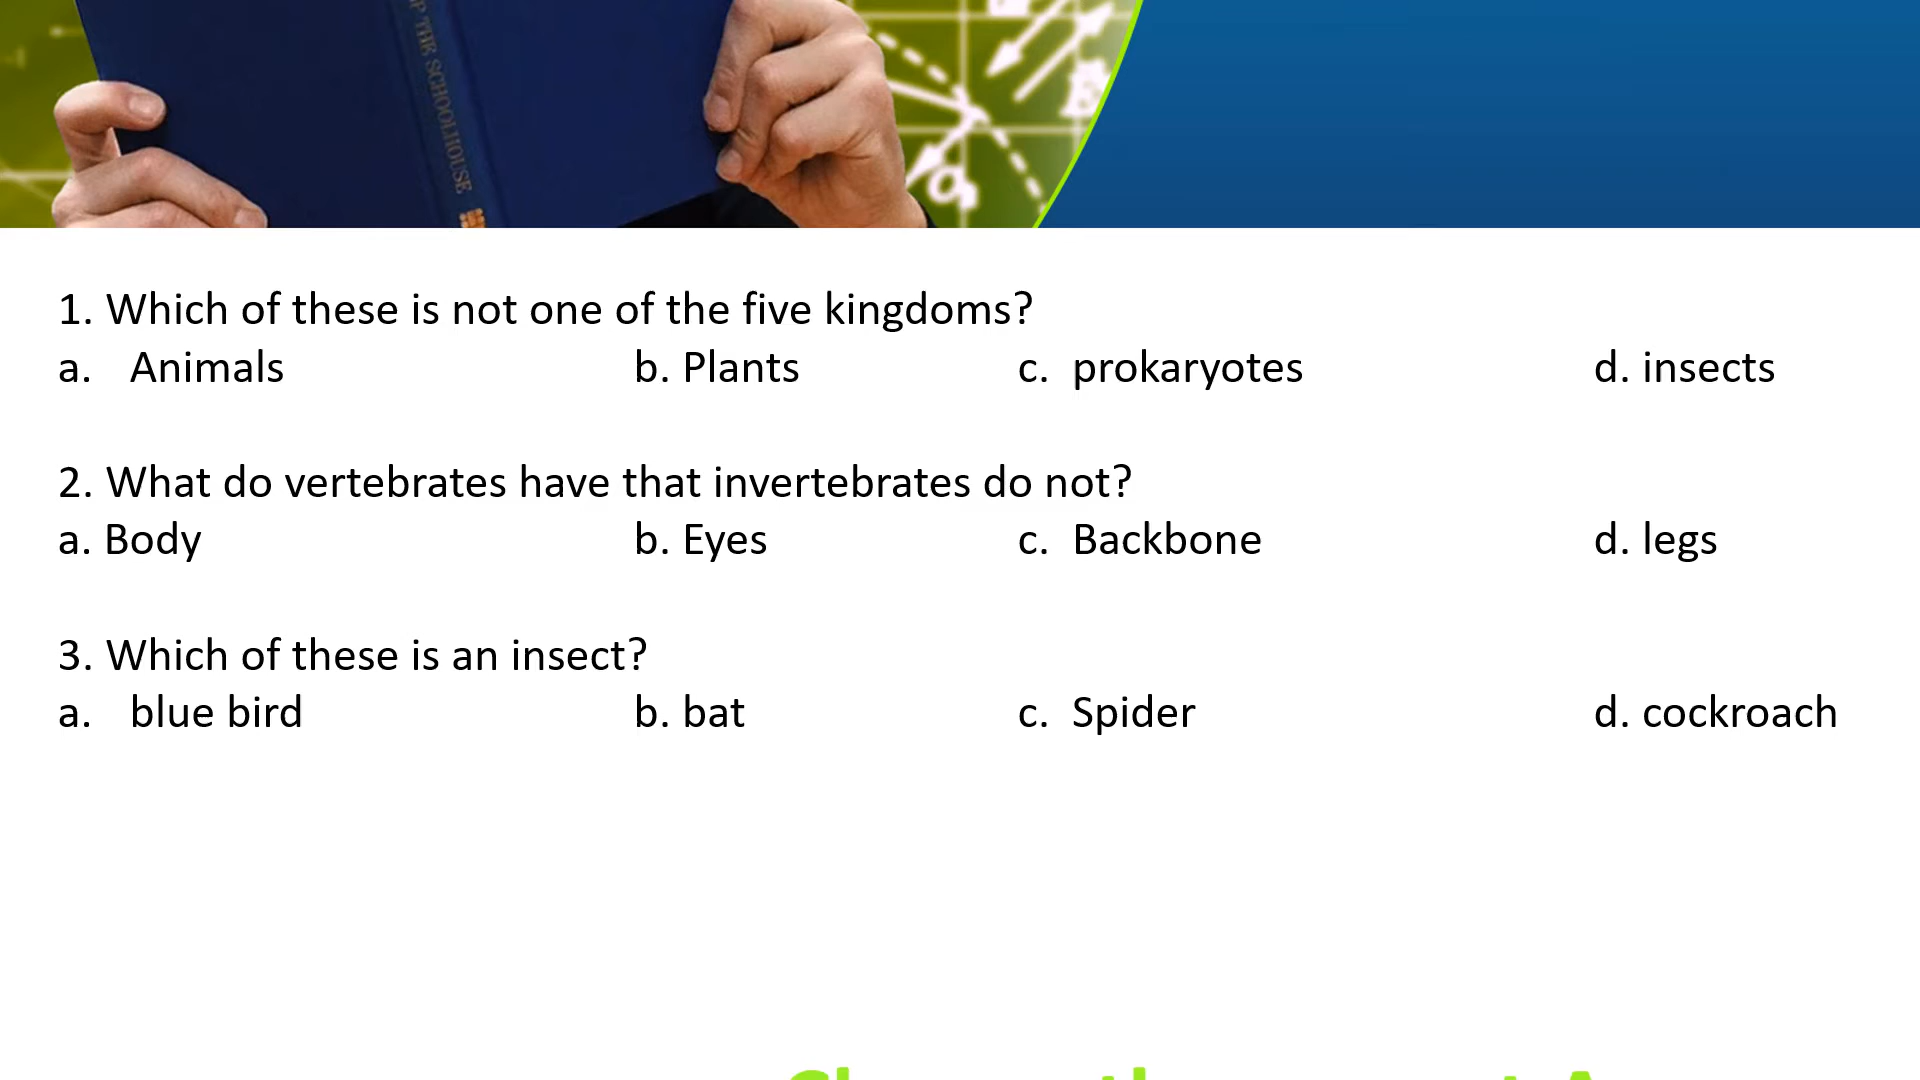 THE SCHOOLHOUSE
1. Which of these is not one of the five kingdoms?
a. Animals b. Plants c. prokaryotes d. insects
2. What do vertebrates have that invertebrates do not?
a. Body b. Eyes c. Backbone d. legs
3. Which of these is an insect?
a. blue bird b. bat c. Spider d. cockroach